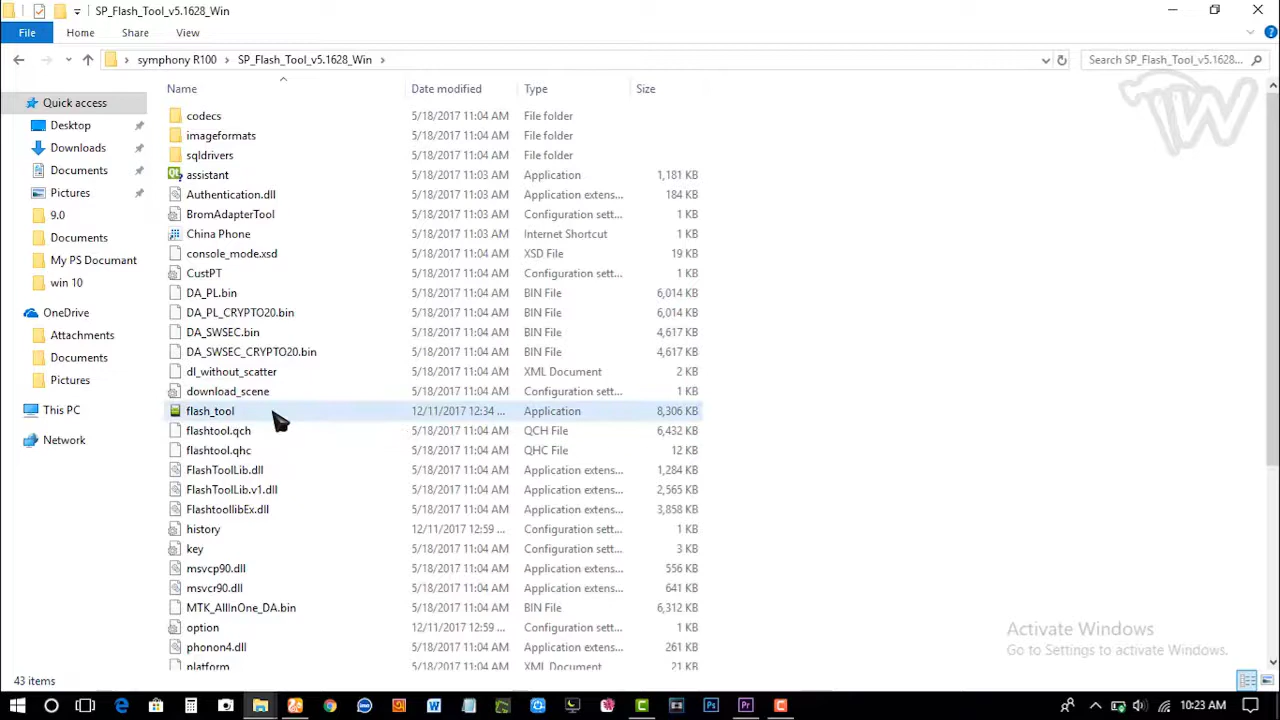 SP_Flash_Tool_v5.1628_Win
File Home Share View
symphony R100 > SP_Flash_Tool_v5.1628_Win >
Search SP_Flash_Tool_v5.1628...
Name Date modified Type Size
Quick access
Desktop
Downloads
Documents
Pictures
9.0
Documents
My PS Documant
win 10
OneDrive
Attachments
Documents
Pictures
This PC
Network
codecs 5/18/2017 11:04 AM File folder
imageformats 5/18/2017 11:04 AM File folder
sqldrivers 5/18/2017 11:04 AM File folder
assistant 5/18/2017 11:03 AM Application 1,181 KB
Authentication.dll 5/18/2017 11:03 AM Application extens... 184 KB
BromAdapterTool 5/18/2017 11:03 AM Configuration sett... 1 KB
China Phone 5/18/2017 11:03 AM Internet Shortcut 1 KB
console_mode.xsd 5/18/2017 11:04 AM XSD File 19 KB
CustPT 5/18/2017 11:04 AM Configuration sett... 1 KB
DA_PL.bin 5/18/2017 11:04 AM BIN File 6,014 KB
DA_PL_CRYPTO20.bin 5/18/2017 11:04 AM BIN File 6,014 KB
DA_SWSEC.bin 5/18/2017 11:04 AM BIN File 4,617 KB
DA_SWSEC_CRYPTO20.bin 5/18/2017 11:04 AM BIN File 4,617 KB
dl_without_scatter 5/18/2017 11:04 AM XML Document 2 KB
download_scene 5/18/2017 11:04 AM Configuration sett... 1 KB
flash_tool 12/11/2017 12:34 ... Application 8,306 KB
flashtool.qch 5/18/2017 11:04 AM QCH File 6,432 KB
flashtool.qhc 5/18/2017 11:04 AM QHC File 12 KB
FlashToolLib.dll 5/18/2017 11:04 AM Application extens... 1,284 KB
FlashToolLib.v1.dll 5/18/2017 11:04 AM Application extens... 2,565 KB
FlashtoollibEx.dll 5/18/2017 11:04 AM Application extens... 3,858 KB
history 12/11/2017 12:59 ... Configuration sett... 1 KB
key 5/18/2017 11:04 AM Configuration sett... 3 KB
msvcp90.dll 5/18/2017 11:04 AM Application extens... 556 KB
msvcr90.dll 5/18/2017 11:04 AM Application extens... 641 KB
MTK_AllInOne_DA.bin 5/18/2017 11:04 AM BIN File 6,312 KB
option 12/11/2017 12:59 ... Configuration sett... 1 KB
phonon4.dll 5/18/2017 11:04 AM Application extens... 261 KB
platform 5/18/2017 11:04 AM XML Document 21 KB
TW
Activate Windows
Go to Settings to activate Windows.
43 items
10:23 AM